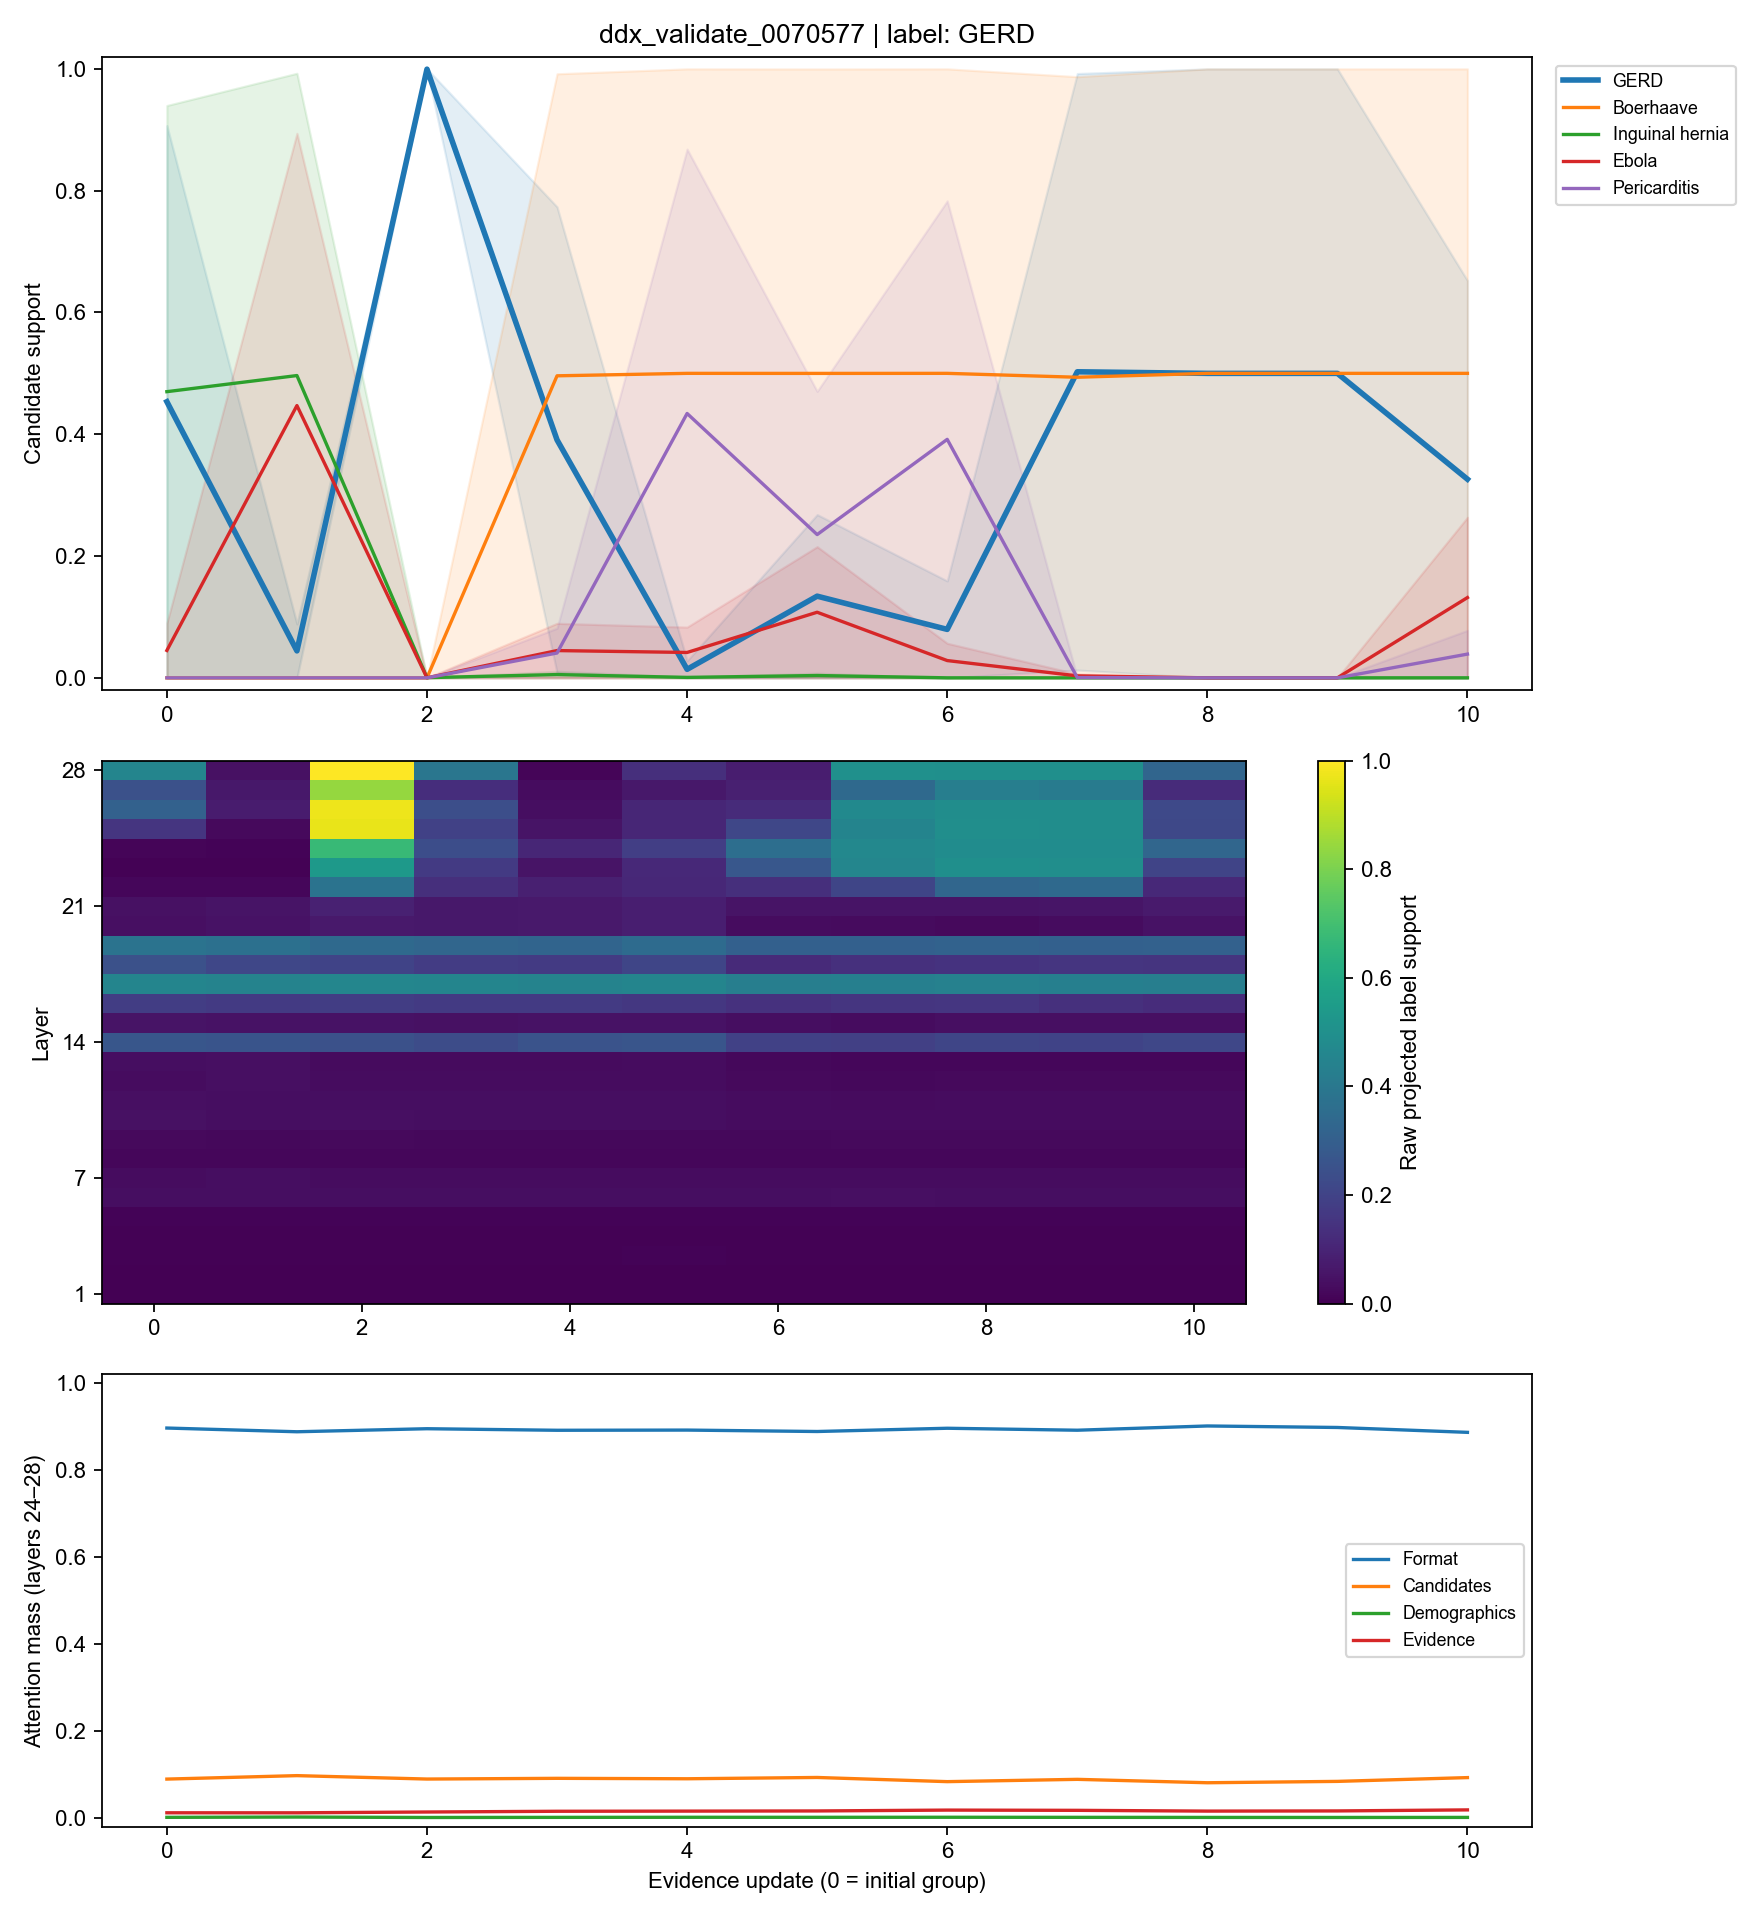 ddx_validate_0070577 | label: GERD
Candidate support
1.0
0.8
0.6
0.4
0.2
0.0
0 2 4 6 8 10
GERD
Boerhaave
Inguinal hernia
Ebola
Pericarditis
Layer
28
21
14
7
1
0 2 4 6 8 10
1.0
0.8
0.6
0.4
0.2
0.0
Raw projected label support
Attention mass (layers 24–28)
1.0
0.8
0.6
0.4
0.2
0.0
Format
Candidates
Demographics
Evidence
0 2 4 6 8 10
Evidence update (0 = initial group)